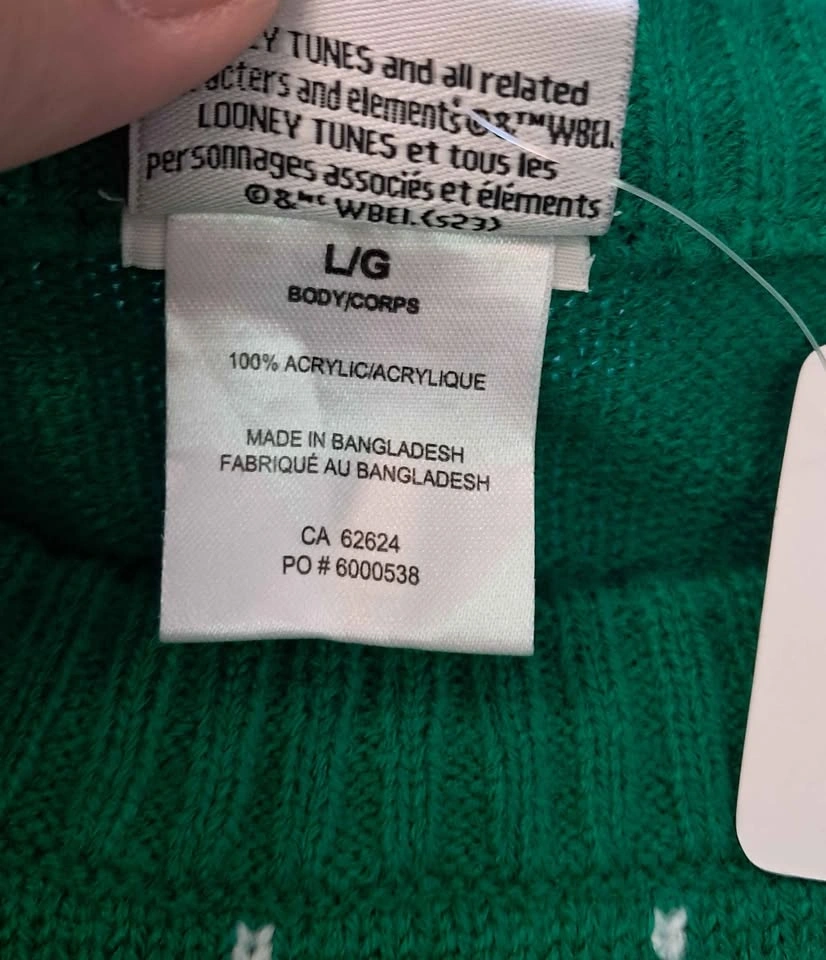 TUNES and all related
and elements ©&™WBEI.
LOONEY TUNES et tous les
personnages associés et éléments
©&ᴹᶜ WBEI. (s23)
L/G
BODY/CORPS
100% ACRYLIC/ACRYLIQUE
MADE IN BANGLADESH
FABRIQUÉ AU BANGLADESH
CA 62624
PO # 6000538